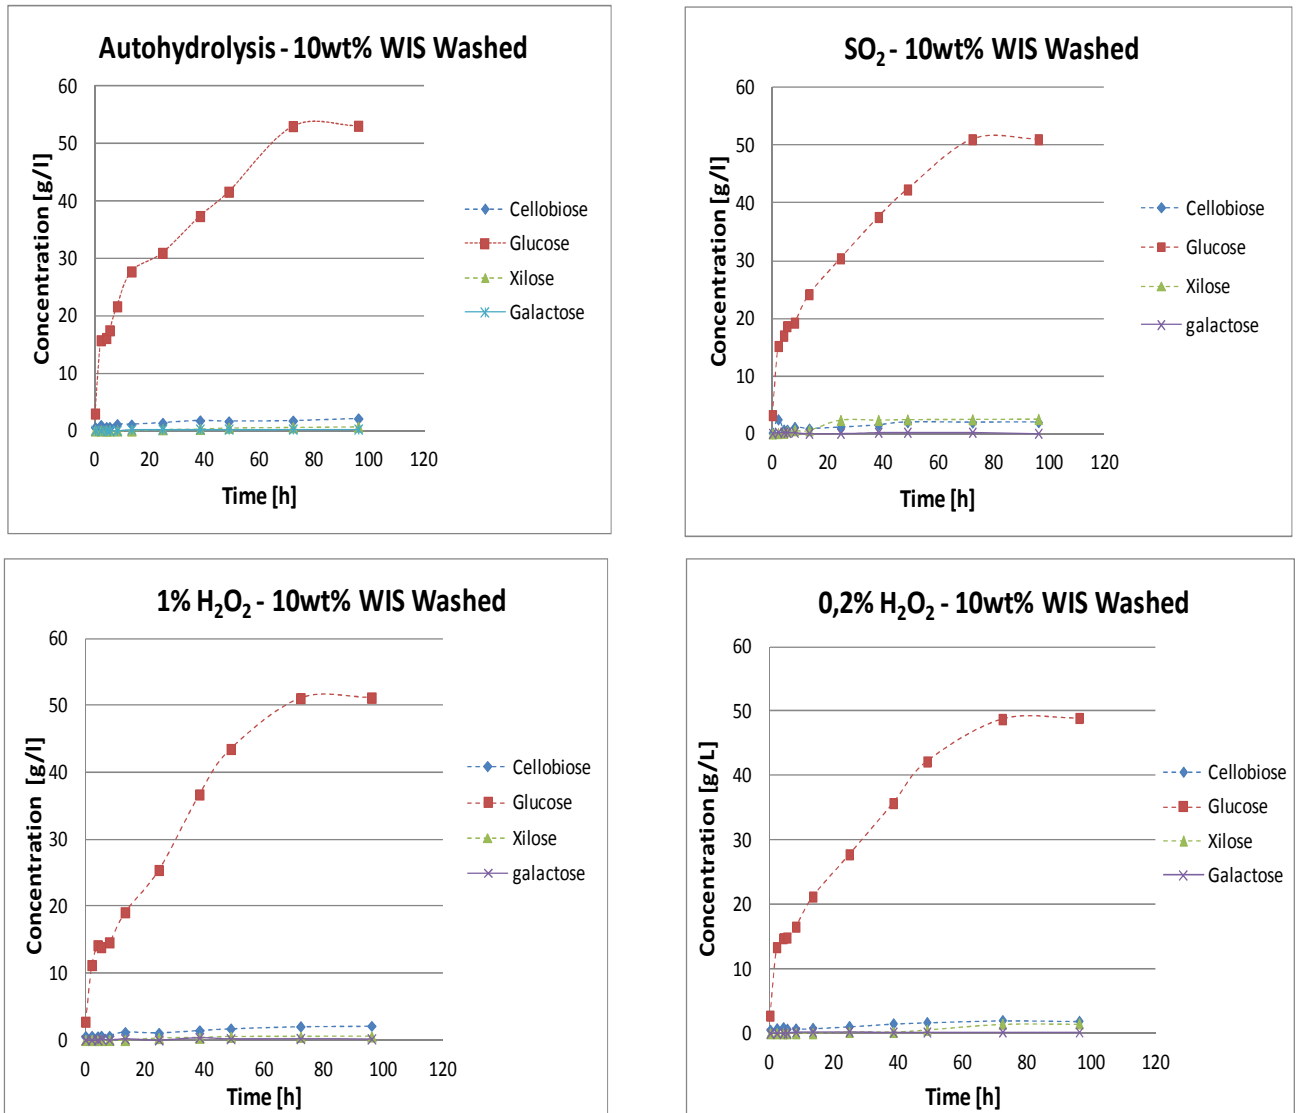 Autohydrolysis - 10wt% WIS Washed
Concentration [g/l]
60
50
40
30
20
10
0
0 20 40 60 80 100 120
Time [h]
Cellobiose
Glucose
Xilose
Galactose
SO₂ - 10wt% WIS Washed
Concentration [g/l]
60
50
40
30
20
10
0
0 20 40 60 80 100 120
Time [h]
Cellobiose
Glucose
Xilose
galactose
1% H₂O₂ - 10wt% WIS Washed
Concentration [g/l]
60
50
40
30
20
10
0
0 20 40 60 80 100 120
Time [h]
Cellobiose
Glucose
Xilose
galactose
0,2% H₂O₂ - 10wt% WIS Washed
Concentration [g/L]
60
50
40
30
20
10
0
0 20 40 60 80 100 120
Time [h]
Cellobiose
Glucose
Xilose
Galactose